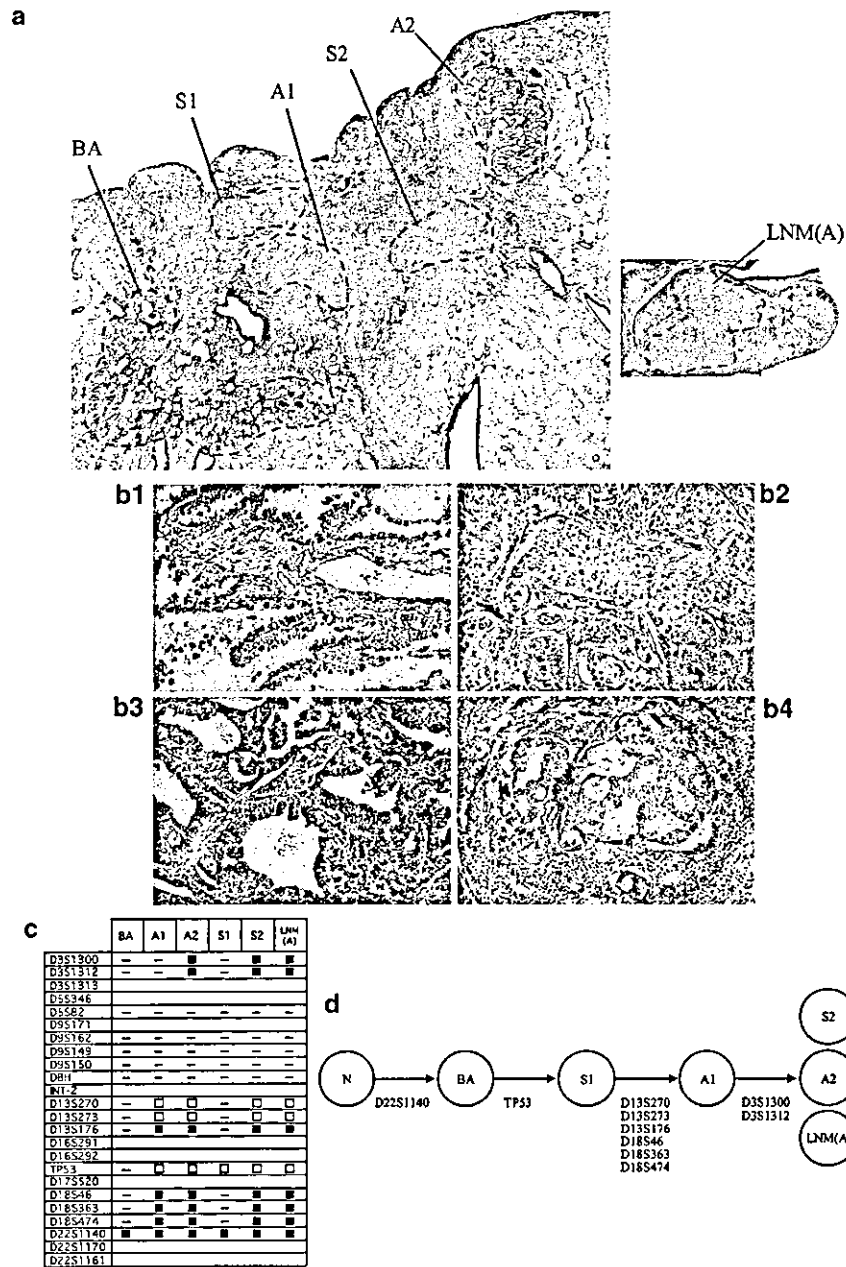 a
A2
S2
A1
S1
BA
LNM(A)
b1
b2
b3
b4
c
BA A1 A2 S1 S2 LNM (A)
D3S1300 – – ■ – ■ ■
D3S1312 – – ■ – ■ ■
D3S1313
D5S346
D5S82 – – – – – –
D9S171
D9S162 – – – – – –
D9S149 – – – – – –
D9S150 – – – – – –
DBH – – – – – –
INT-2
D13S270 – □ □ – □ □
D13S273 – □ □ – □ □
D13S176 – ■ ■ – ■ ■
D16S291
D16S292
TP53 – □ □ □ □ □
D17S520
D18S46 – ■ ■ – ■ ■
D18S363 – ■ ■ – ■ ■
D18S474 – ■ ■ – ■ ■
D22S1140 ■ ■ ■ ■ ■ ■
D22S1170
D22S1161
d
N
D22S1140
BA
TP53
S1
D13S270
D13S273
D13S176
D18S46
D18S363
D18S474
A1
D3S1300
D3S1312
S2
A2
LNM(A)